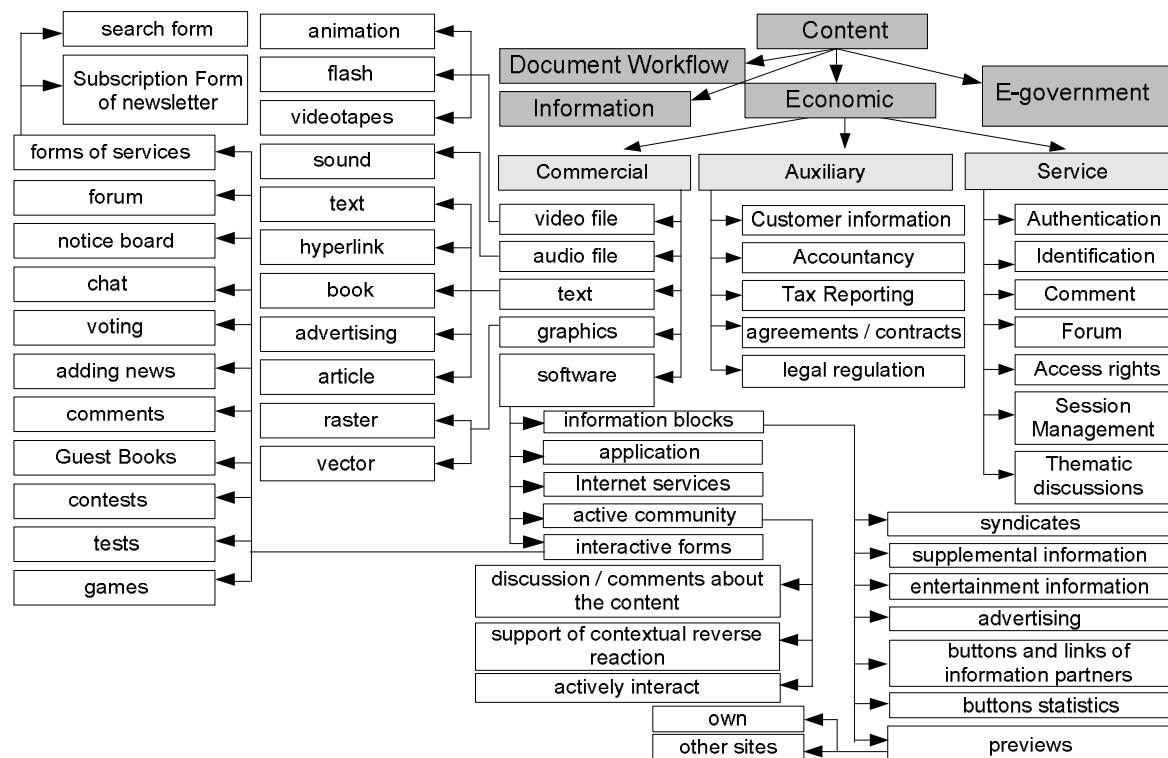 Content
Document Workflow
Information
Economic
E-government
Commercial
Auxiliary
Service
video file
audio file
text
graphics
software
Customer information
Accountancy
Tax Reporting
agreements / contracts
legal regulation
Authentication
Identification
Comment
Forum
Access rights
Session
Management
Thematic
discussions
search form
Subscription Form
of newsletter
forms of services
forum
notice board
chat
voting
adding news
comments
Guest Books
contests
tests
games
animation
flash
videotapes
sound
text
hyperlink
book
advertising
article
raster
vector
information blocks
application
Internet services
active community
interactive forms
discussion / comments about
the content
support of contextual reverse
reaction
actively interact
own
other sites
syndicates
supplemental information
entertainment information
advertising
buttons and links of
information partners
buttons statistics
previews